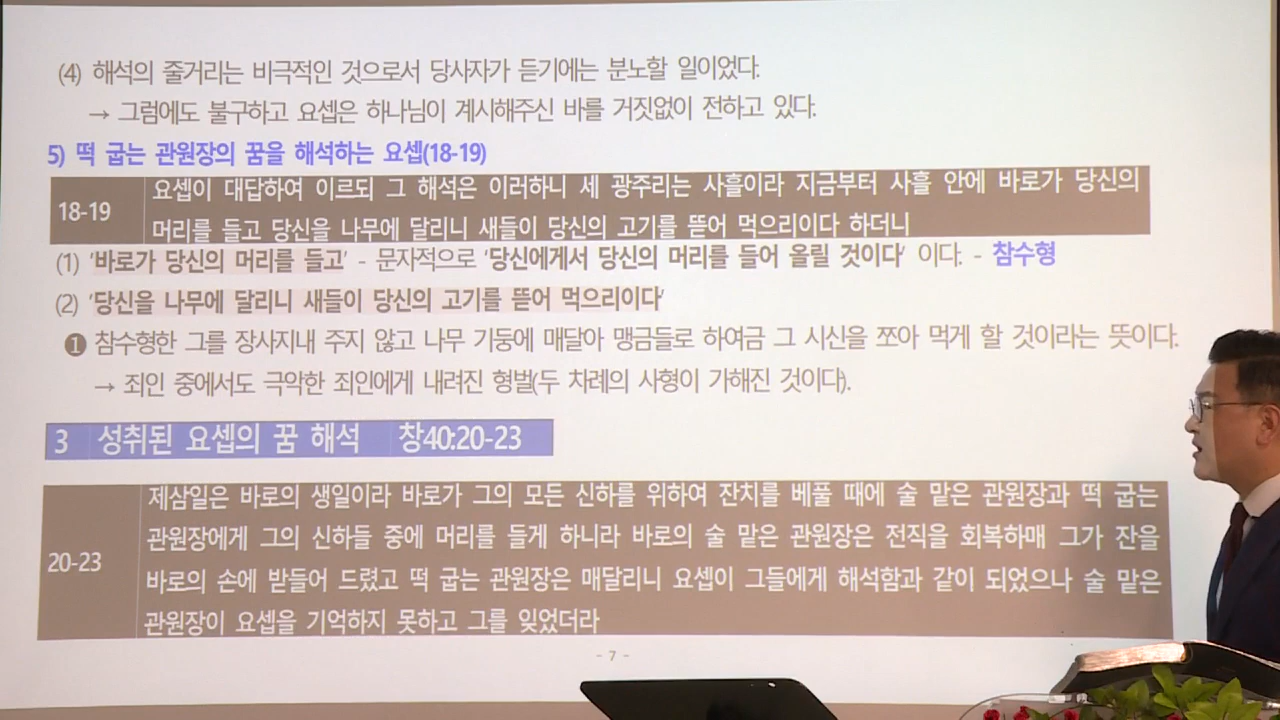 (4) 해석의 줄거리는 비극적인 것으로서 당사자가 듣기에는 분노할 일이었다.
→ 그럼에도 불구하고 요셉은 하나님이 계시해주신 바를 거짓없이 전하고 있다.
5) 떡 굽는 관원장의 꿈을 해석하는 요셉(18-19)
18-19 요셉이 대답하여 이르되 그 해석은 이러하니 세 광주리는 사흘이라 지금부터 사흘 안에 바로가 당신의
머리를 들고 당신을 나무에 달리니 새들이 당신의 고기를 뜯어 먹으리이다 하더니
(1) '바로가 당신의 머리를 들고' - 문자적으로 '당신에게서 당신의 머리를 들어 올릴 것이다' 이다. - 참수형
(2) '당신을 나무에 달리니 새들이 당신의 고기를 뜯어 먹으리이다'
❶ 참수형한 그를 장사지내 주지 않고 나무 기둥에 매달아 맹금들로 하여금 그 시신을 쪼아 먹게 할 것이라는 뜻이다.
→ 죄인 중에서도 극악한 죄인에게 내려진 형벌(두 차례의 사형이 가해진 것이다).
3 성취된 요셉의 꿈 해석 창40:20-23
제삼일은 바로의 생일이라 바로가 그의 모든 신하를 위하여 잔치를 베풀 때에 술 맡은 관원장과 떡 굽는
관원장에게 그의 신하들 중에 머리를 들게 하니라 바로의 술 맡은 관원장은 전직을 회복하매 그가 잔을
20-23 바로의 손에 받들어 드렸고 떡 굽는 관원장은 매달리니 요셉이 그들에게 해석함과 같이 되었으나 술 맡은
관원장이 요셉을 기억하지 못하고 그를 잊었더라
- 7 -